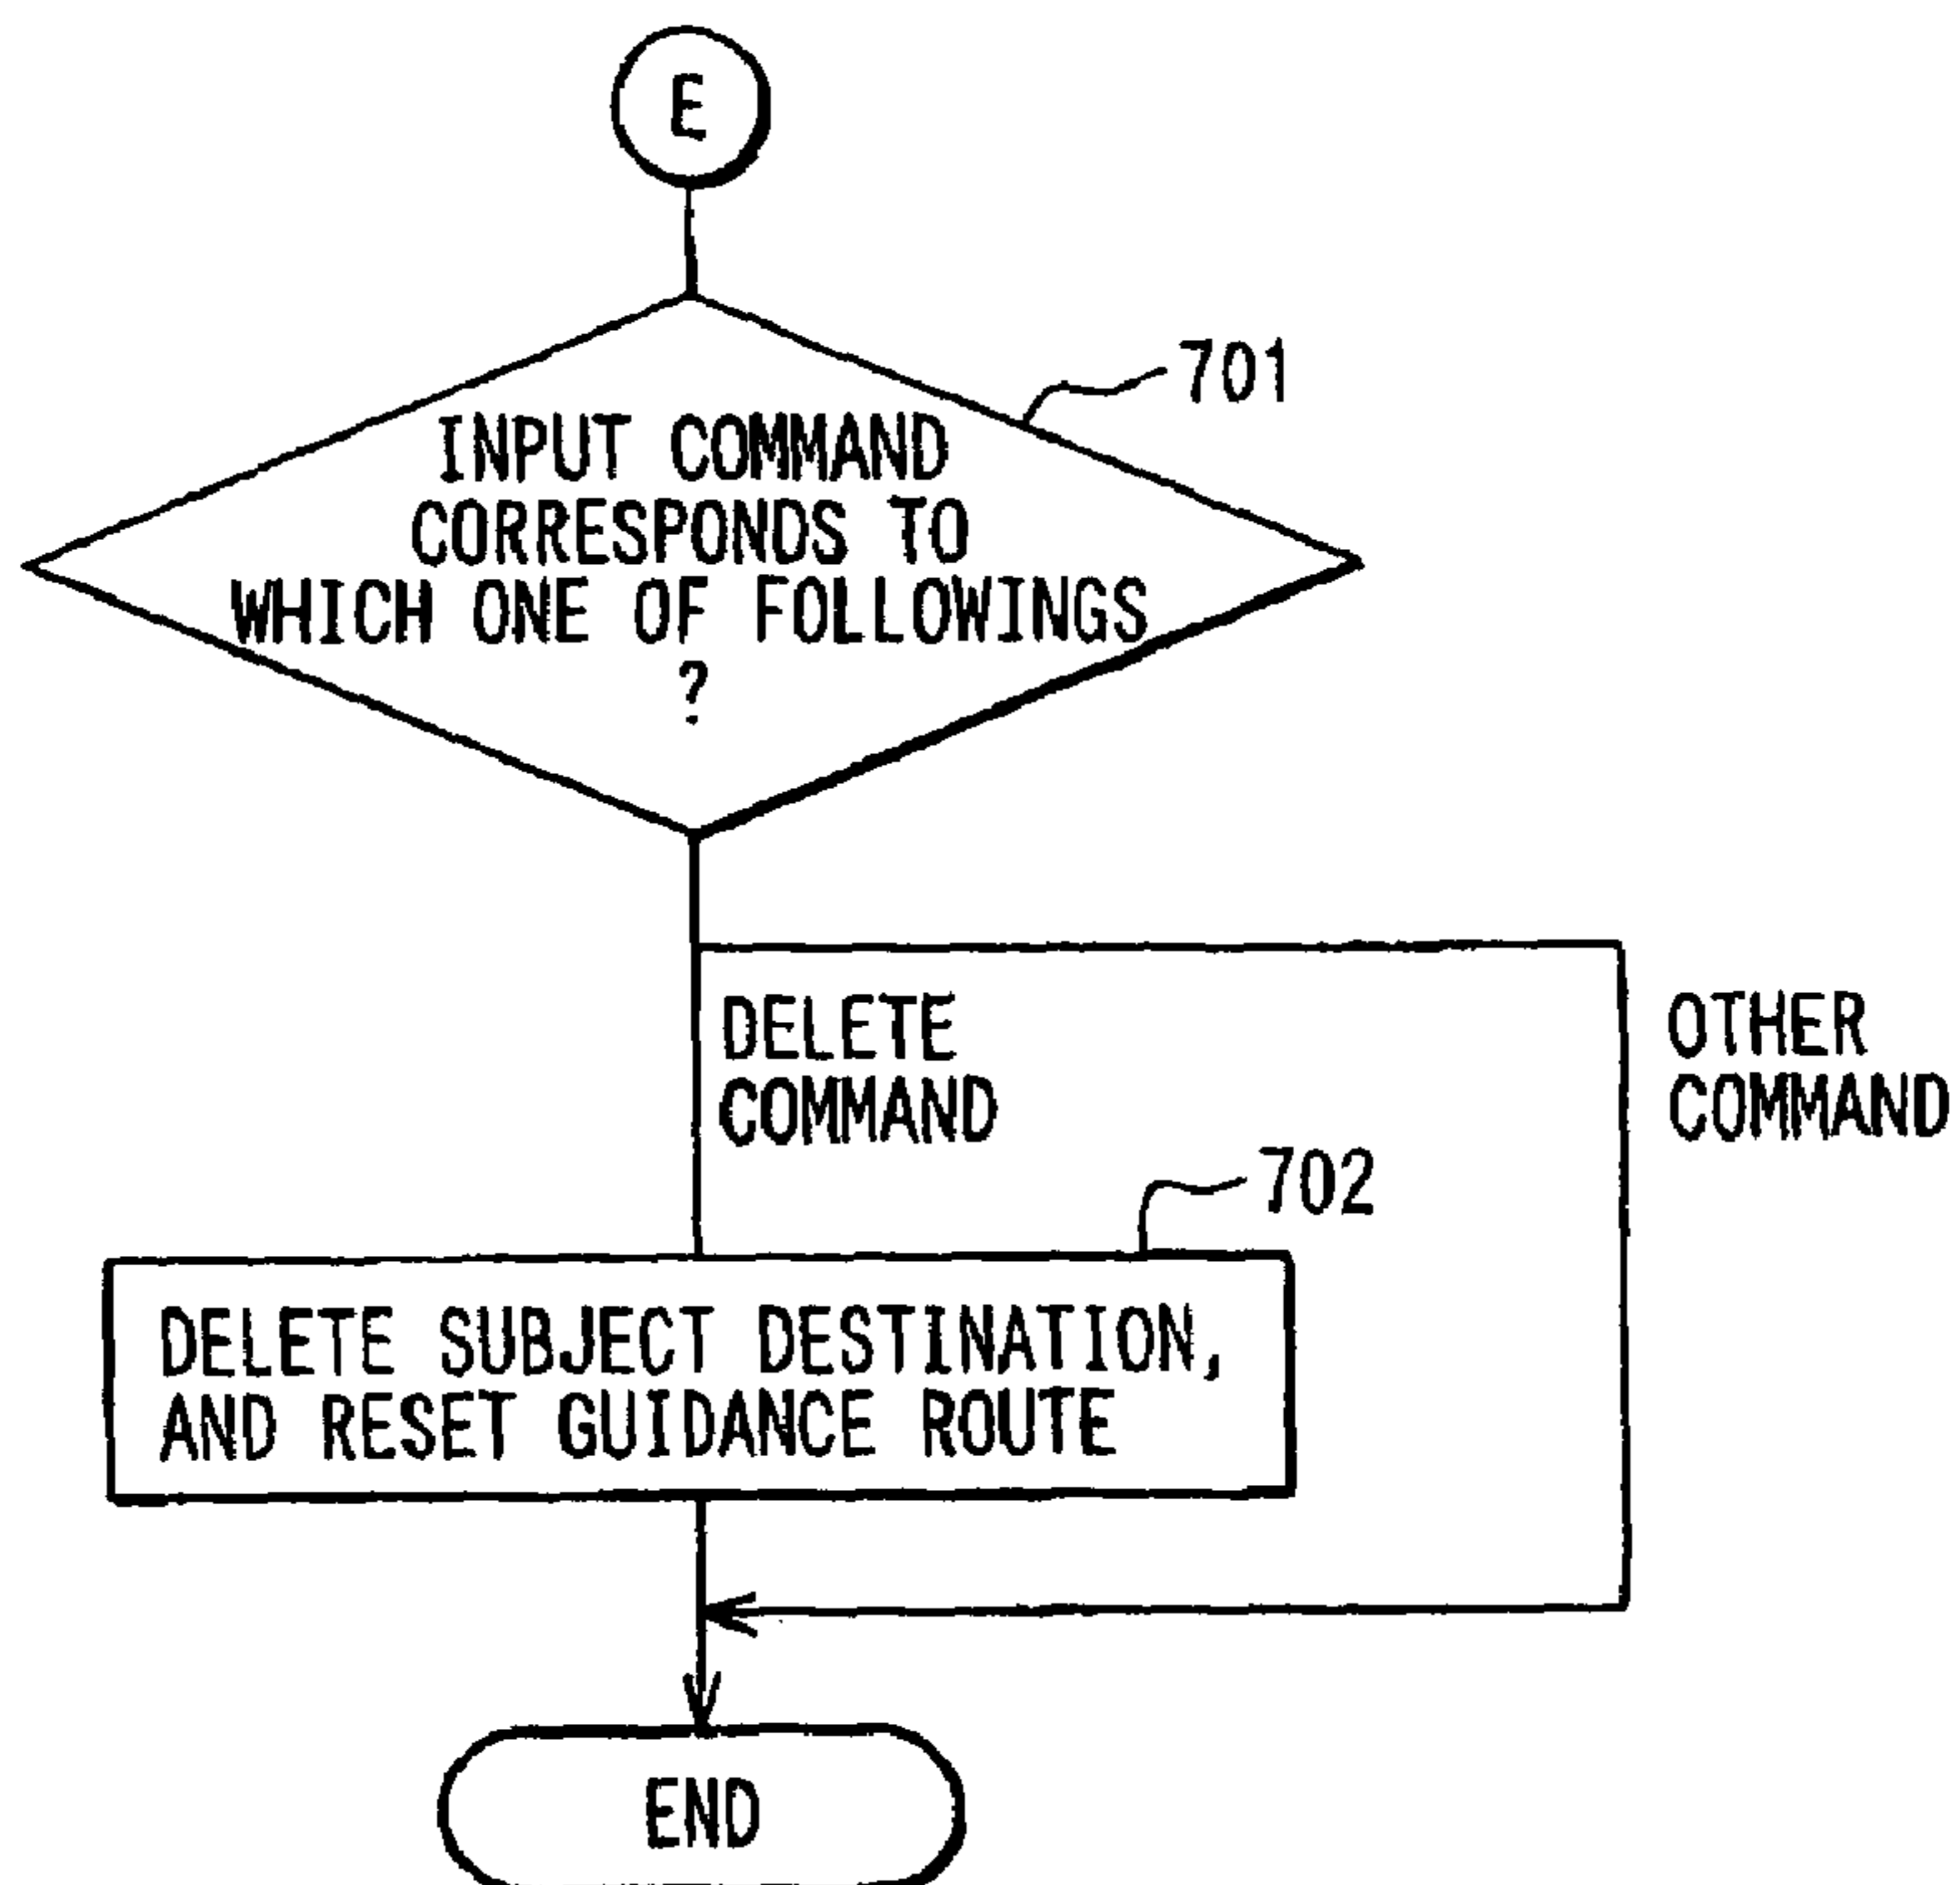 E
701
INPUT COMMAND
CORRESPONDS TO
WHICH ONE OF FOLLOWINGS
?
DELETE
COMMAND
OTHER
COMMAND
702
DELETE SUBJECT DESTINATION,
AND RESET GUIDANCE ROUTE
END